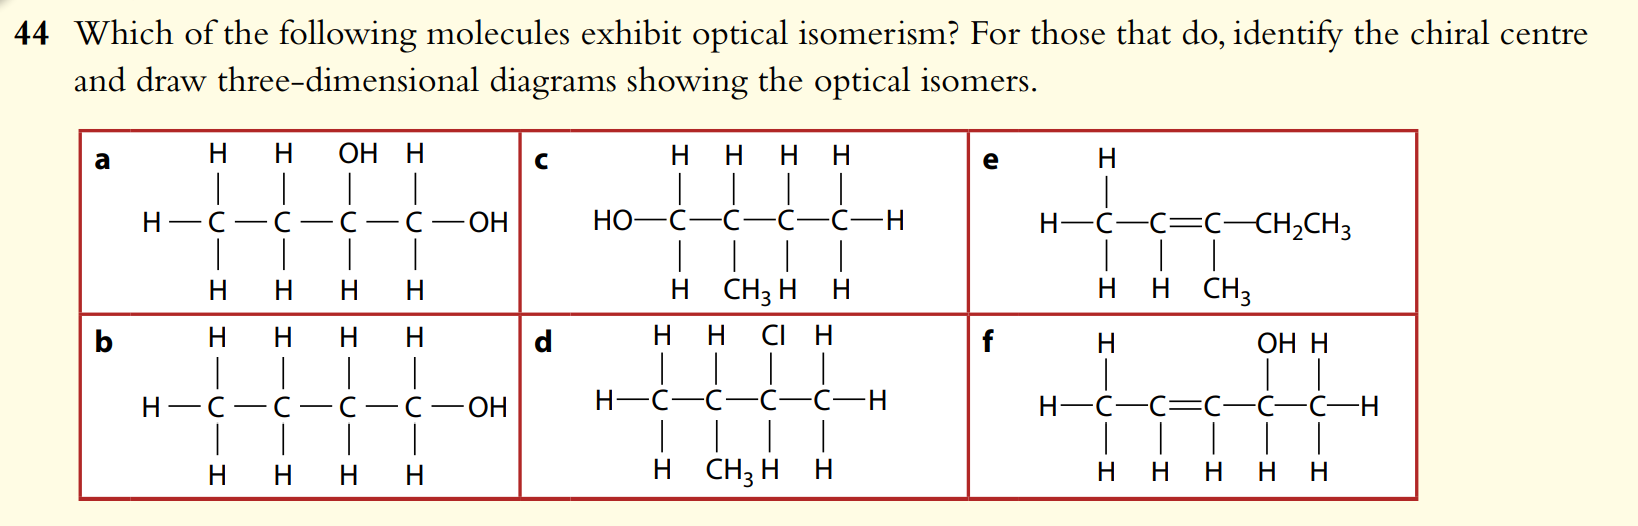 44 Which of the following molecules exhibit optical isomerism? For those that do, identify the chiral centre
and draw three-dimensional diagrams showing the optical isomers.
a
H H OH H
H—C—C—C—C—OH
H H H H
b
H H H H
H—C—C—C—C—OH
H H H H
c
H H H H
HO—C—C—C—C—H
H CH₃ H H
d
H H Cl H
H—C—C—C—C—H
H CH₃ H H
e
H
H—C—C=C—CH₂CH₃
H H CH₃
f
H OH H
H—C—C=C—C—C—H
H H H H H